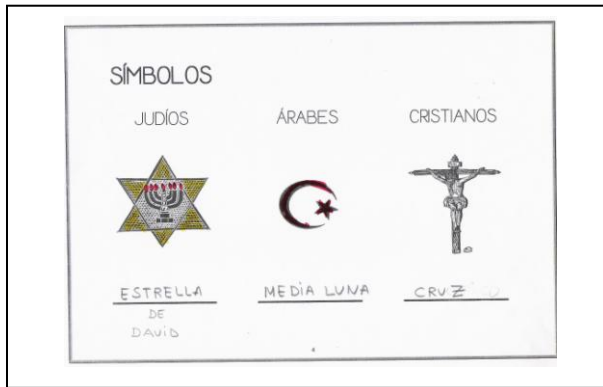 SÍMBOLOS
JUDÍOS ÁRABES CRISTIANOS
ESTRELLA MEDIA LUNA CRUZ
DE
DAVID